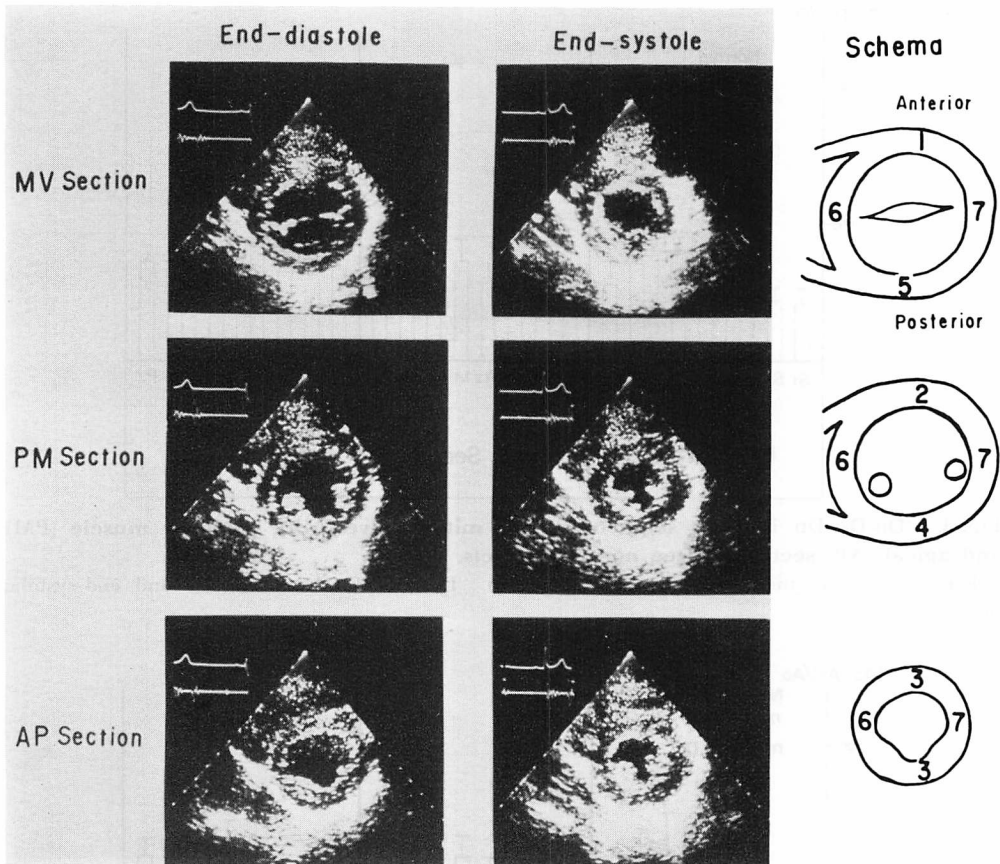 End-diastole
End-systole
Schema
MV Section
Anterior
1
6
7
5
Posterior
PM Section
2
6
7
4
AP Section
3
6
7
3